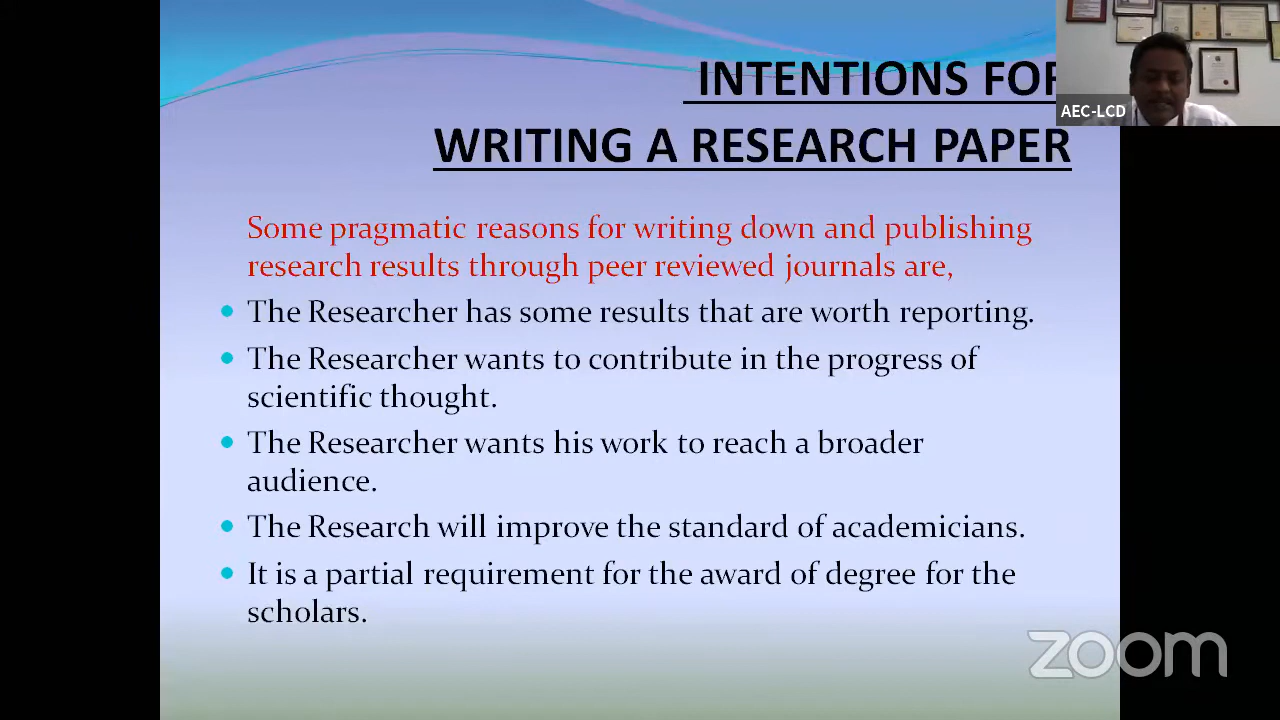 INTENTIONS FOR
WRITING A RESEARCH PAPER
AEC-LCD
Some pragmatic reasons for writing down and publishing
research results through peer reviewed journals are,
The Researcher has some results that are worth reporting.
The Researcher wants to contribute in the progress of
scientific thought.
The Researcher wants his work to reach a broader
audience.
The Research will improve the standard of academicians.
It is a partial requirement for the award of degree for the
scholars.
zoom